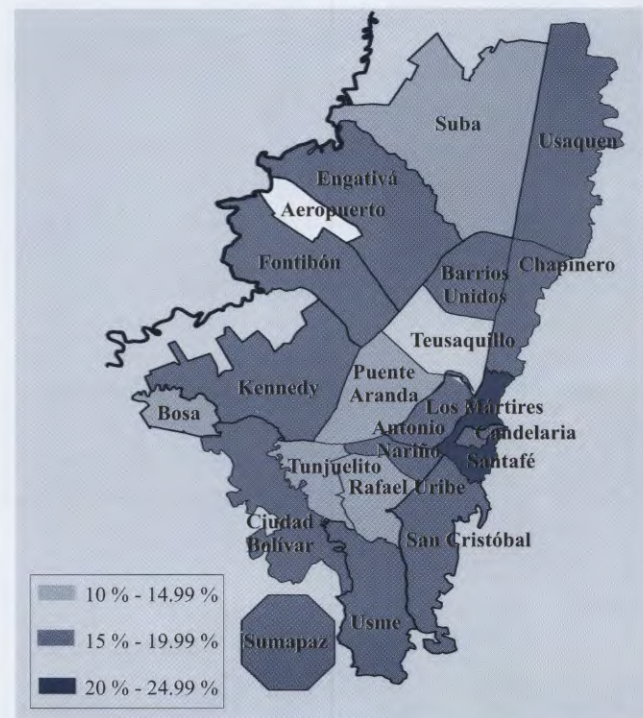 Suba
Usaquen
Engativá
Aeropuerto
Fontibón
Barrios
Unidos
Chapinero
Teusaquillo
Puente
Aranda
Kennedy
Bosa
Los Mártires
Antonio
Nariño
Candelaria
Santafé
Tunjuelito
Rafael Uribe
Ciudad
Bolívar
San Cristóbal
Usme
Sumapaz
10 % - 14.99 %
15 % - 19.99 %
20 % - 24.99 %